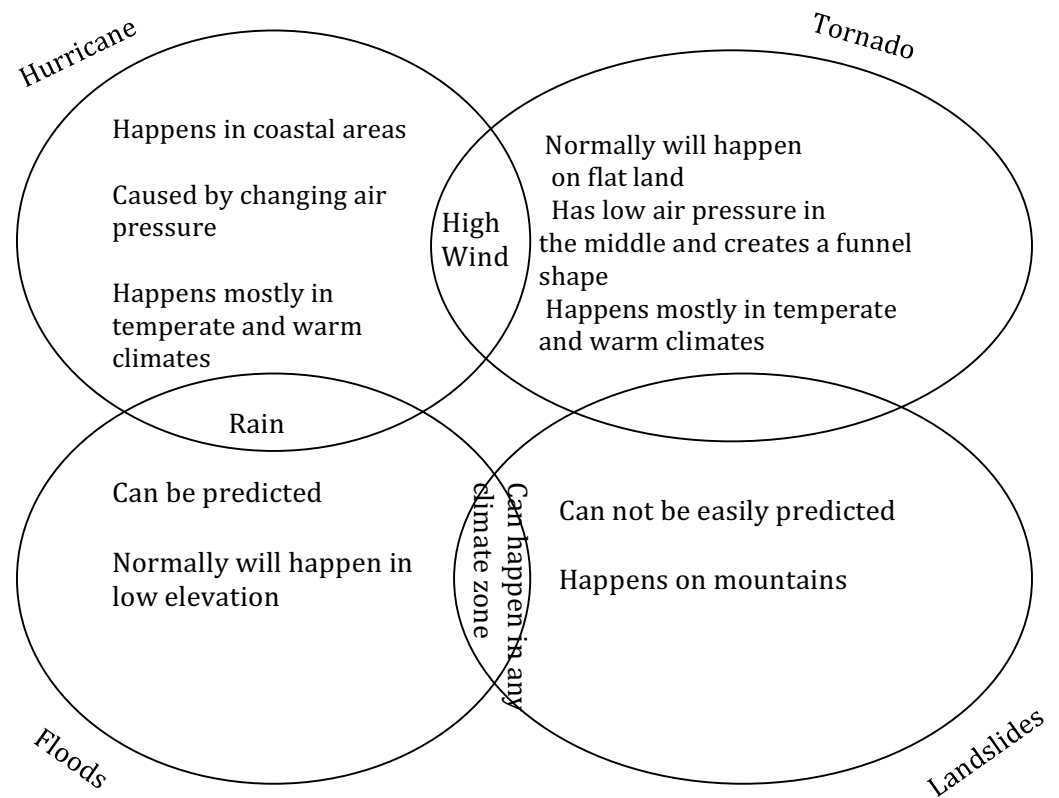 Hurricane
Tornado
Happens in coastal areas
Caused by changing air
pressure
Happens mostly in
temperate and warm
climates
High
Wind
Normally will happen
on flat land
Has low air pressure in
the middle and creates a funnel
shape
Happens mostly in temperate
and warm climates
Rain
Can be predicted
Normally will happen in
low elevation
Can happen in any
climate zone
Can not be easily predicted
Happens on mountains
Floods
Landslides